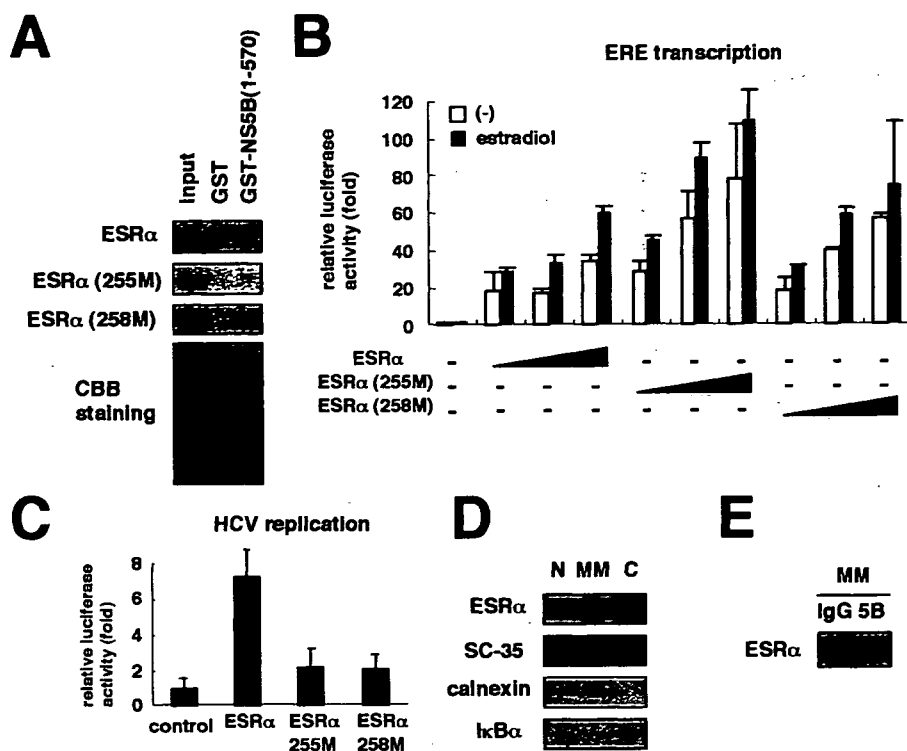 A
Input
GST
GST-NS5B(1-570)
ESRα
ESRα (255M)
ESRα (258M)
CBB
staining
B
ERE transcription
(-)
estradiol
relative luciferase
activity (fold)
120
100
80
60
40
20
0
ESRα - - - - - - -
ESRα (255M) - - - - - - -
ESRα (258M) - - - - - - -
C
HCV replication
relative luciferase
activity (fold)
8
6
4
2
0
control ESRα ESRα ESRα
255M 258M
D
N MM C
ESRα
SC-35
calnexin
IκBα
E
MM
IgG 5B
ESRα